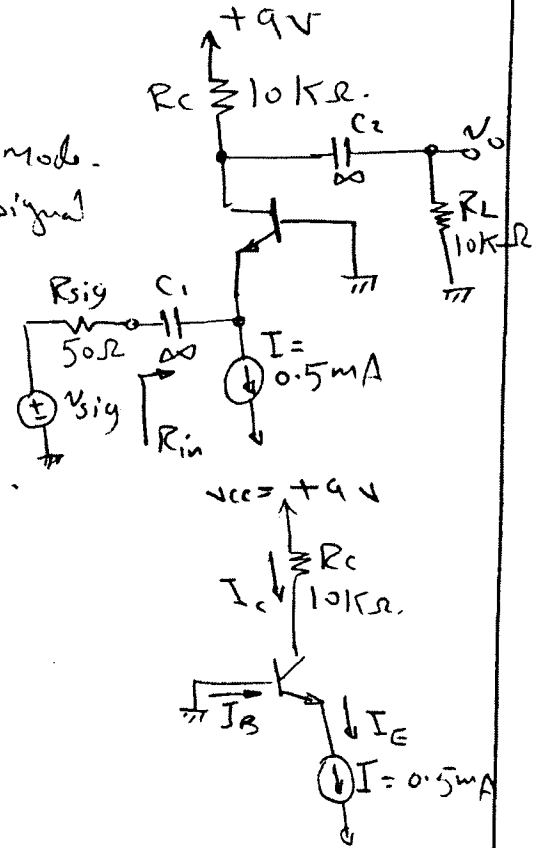 +9V
Rc 10KΩ.
C2
mode.
signal
vo
∞
RL
10KΩ
Rsig C1
50Ω ∞
I=
0.5mA
vsig
Rin
vcc= +9V
Rc
Ic 10KΩ.
IB
IE
I=0.5mA